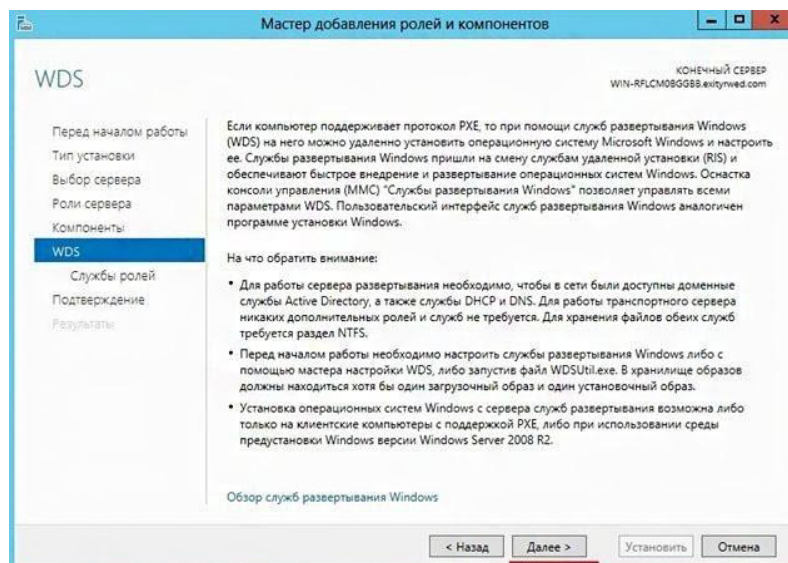 Мастер добавления ролей и компонентов
WDS
КОНЕЧНЫЙ СЕРВЕР
WIN-RFLCM0BGGBB.exityrwed.com
Перед началом работы
Тип установки
Выбор сервера
Роли сервера
Компоненты
WDS
Службы ролей
Подтверждение
Результаты
Если компьютер поддерживает протокол PXE, то при помощи служб развертывания Windows
(WDS) на него можно удаленно установить операционную систему Microsoft Windows и настроить
ее. Службы развертывания Windows пришли на смену службам удаленной установки (RIS) и
обеспечивают быстрое внедрение и развертывание операционных систем Windows. Оснастка
консоли управления (MMC) "Службы развертывания Windows" позволяет управлять всеми
параметрами WDS. Пользовательский интерфейс служб развертывания Windows аналогичен
программе установки Windows.
На что обратить внимание:
• Для работы сервера развертывания необходимо, чтобы в сети были доступны доменные
службы Active Directory, а также службы DHCP и DNS. Для работы транспортного сервера
никаких дополнительных ролей и служб не требуется. Для хранения файлов обеих служб
требуется раздел NTFS.
• Перед началом работы необходимо настроить службы развертывания Windows либо с
помощью мастера настройки WDS, либо запустив файл WDSUtil.exe. В хранилище образов
должны находиться хотя бы один загрузочный образ и один установочный образ.
• Установка операционных систем Windows с сервера служб развертывания возможна либо
только на клиентские компьютеры с поддержкой PXE, либо при использовании среды
предустановки Windows версии Windows Server 2008 R2.
Обзор служб развертывания Windows
< Назад
Далее >
Установить
Отмена